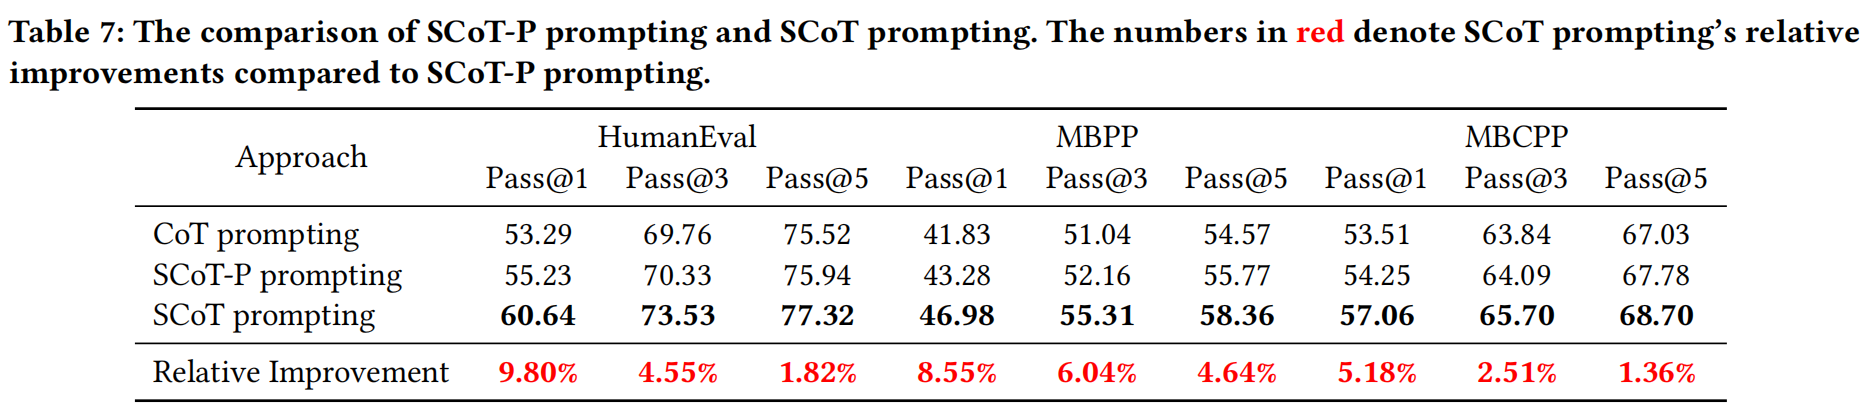 Table 7: The comparison of SCoT-P prompting and SCoT prompting. The numbers in red denote SCoT prompting’s relative
improvements compared to SCoT-P prompting.
Approach HumanEval MBPP MBCPP
Pass@1 Pass@3 Pass@5 Pass@1 Pass@3 Pass@5 Pass@1 Pass@3 Pass@5
CoT prompting 53.29 69.76 75.52 41.83 51.04 54.57 53.51 63.84 67.03
SCoT-P prompting 55.23 70.33 75.94 43.28 52.16 55.77 54.25 64.09 67.78
SCoT prompting 60.64 73.53 77.32 46.98 55.31 58.36 57.06 65.70 68.70
Relative Improvement 9.80% 4.55% 1.82% 8.55% 6.04% 4.64% 5.18% 2.51% 1.36%